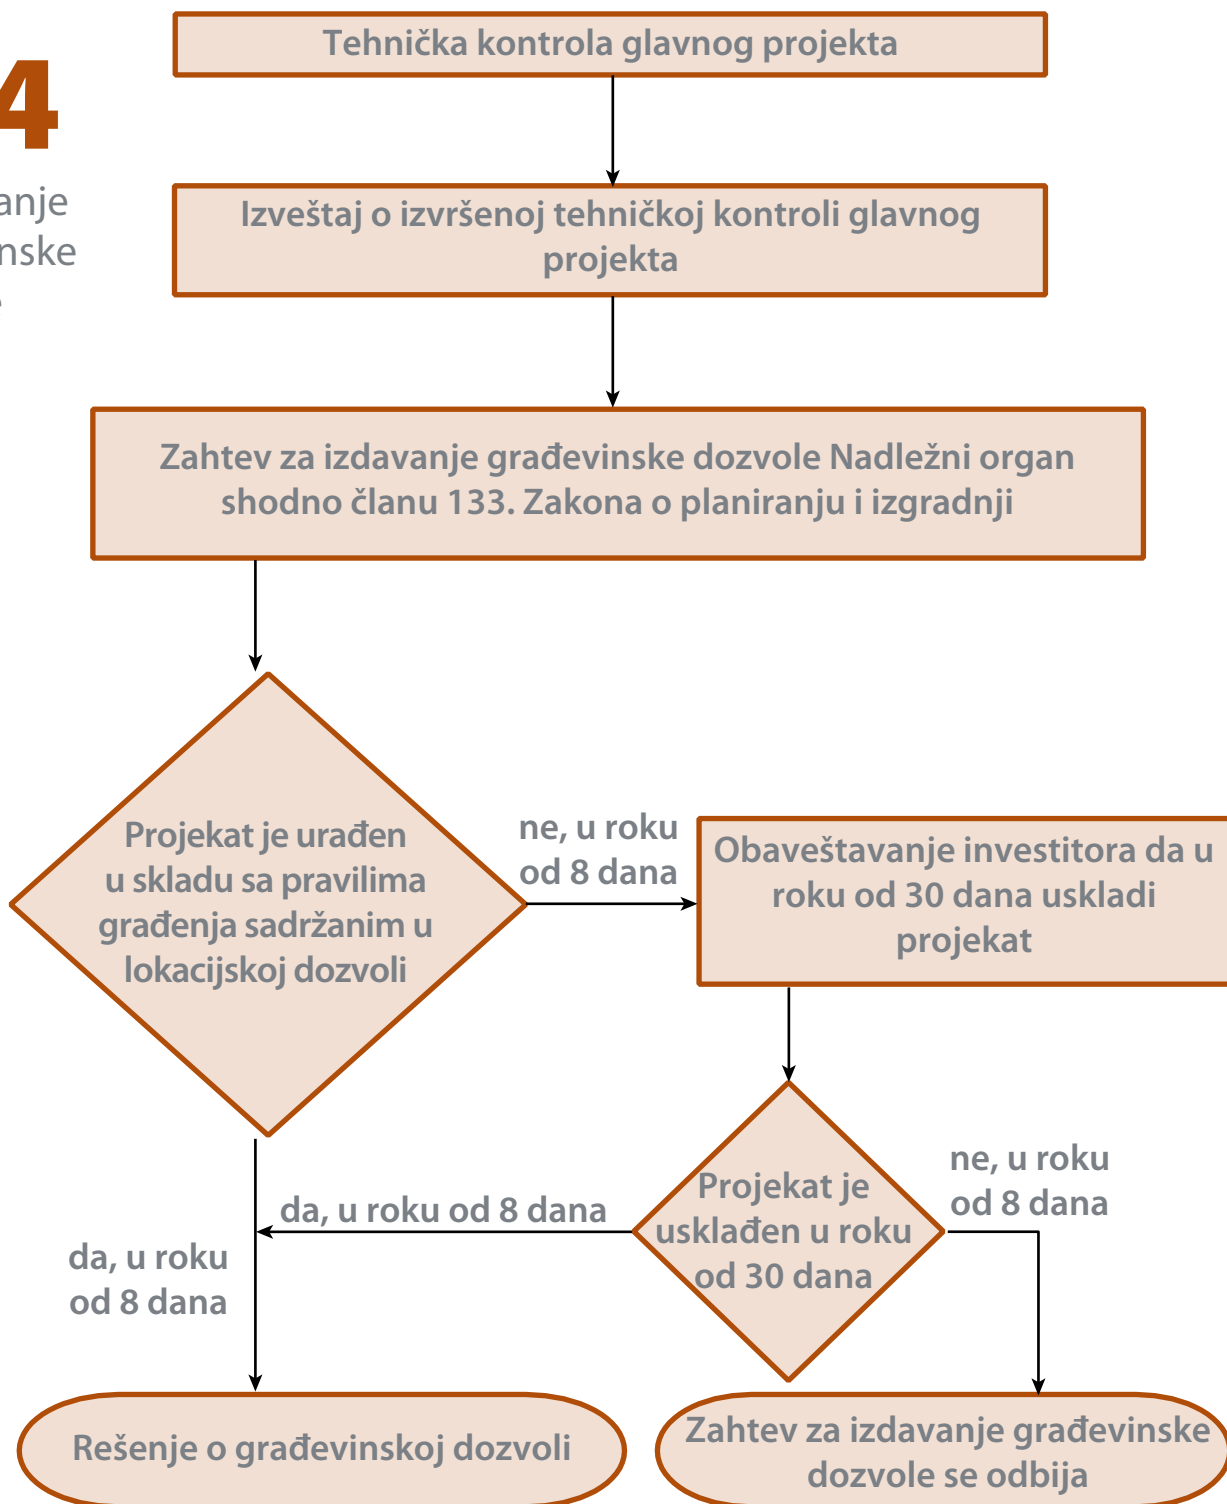 Tehnička kontrola glavnog projekta
4
anje
nske
Izveštaj o izvršenoj tehničkoj kontroli glavnog
projekta
Zahtev za izdavanje građevinske dozvole Nadležni organ
shodno članu 133. Zakona o planiranju i izgradnji
Projekat je urađen
u skladu sa pravilima
građenja sadržanim u
lokacijskoj dozvoli
ne, u roku
od 8 dana
Obaveštavanje investitora da u
roku od 30 dana uskladi
projekat
Projekat je
usklađen u roku
od 30 dana
ne, u roku
od 8 dana
da, u roku od 8 dana
da, u roku
od 8 dana
Rešenje o građevinskoj dozvoli
Zahtev za izdavanje građevinske
dozvole se odbija